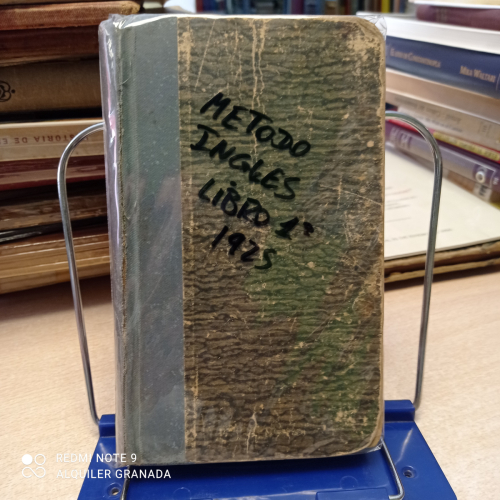 METODO
INGLES
LIBRO 1º
1925
REDMI NOTE 9
ALQUILER GRANADA